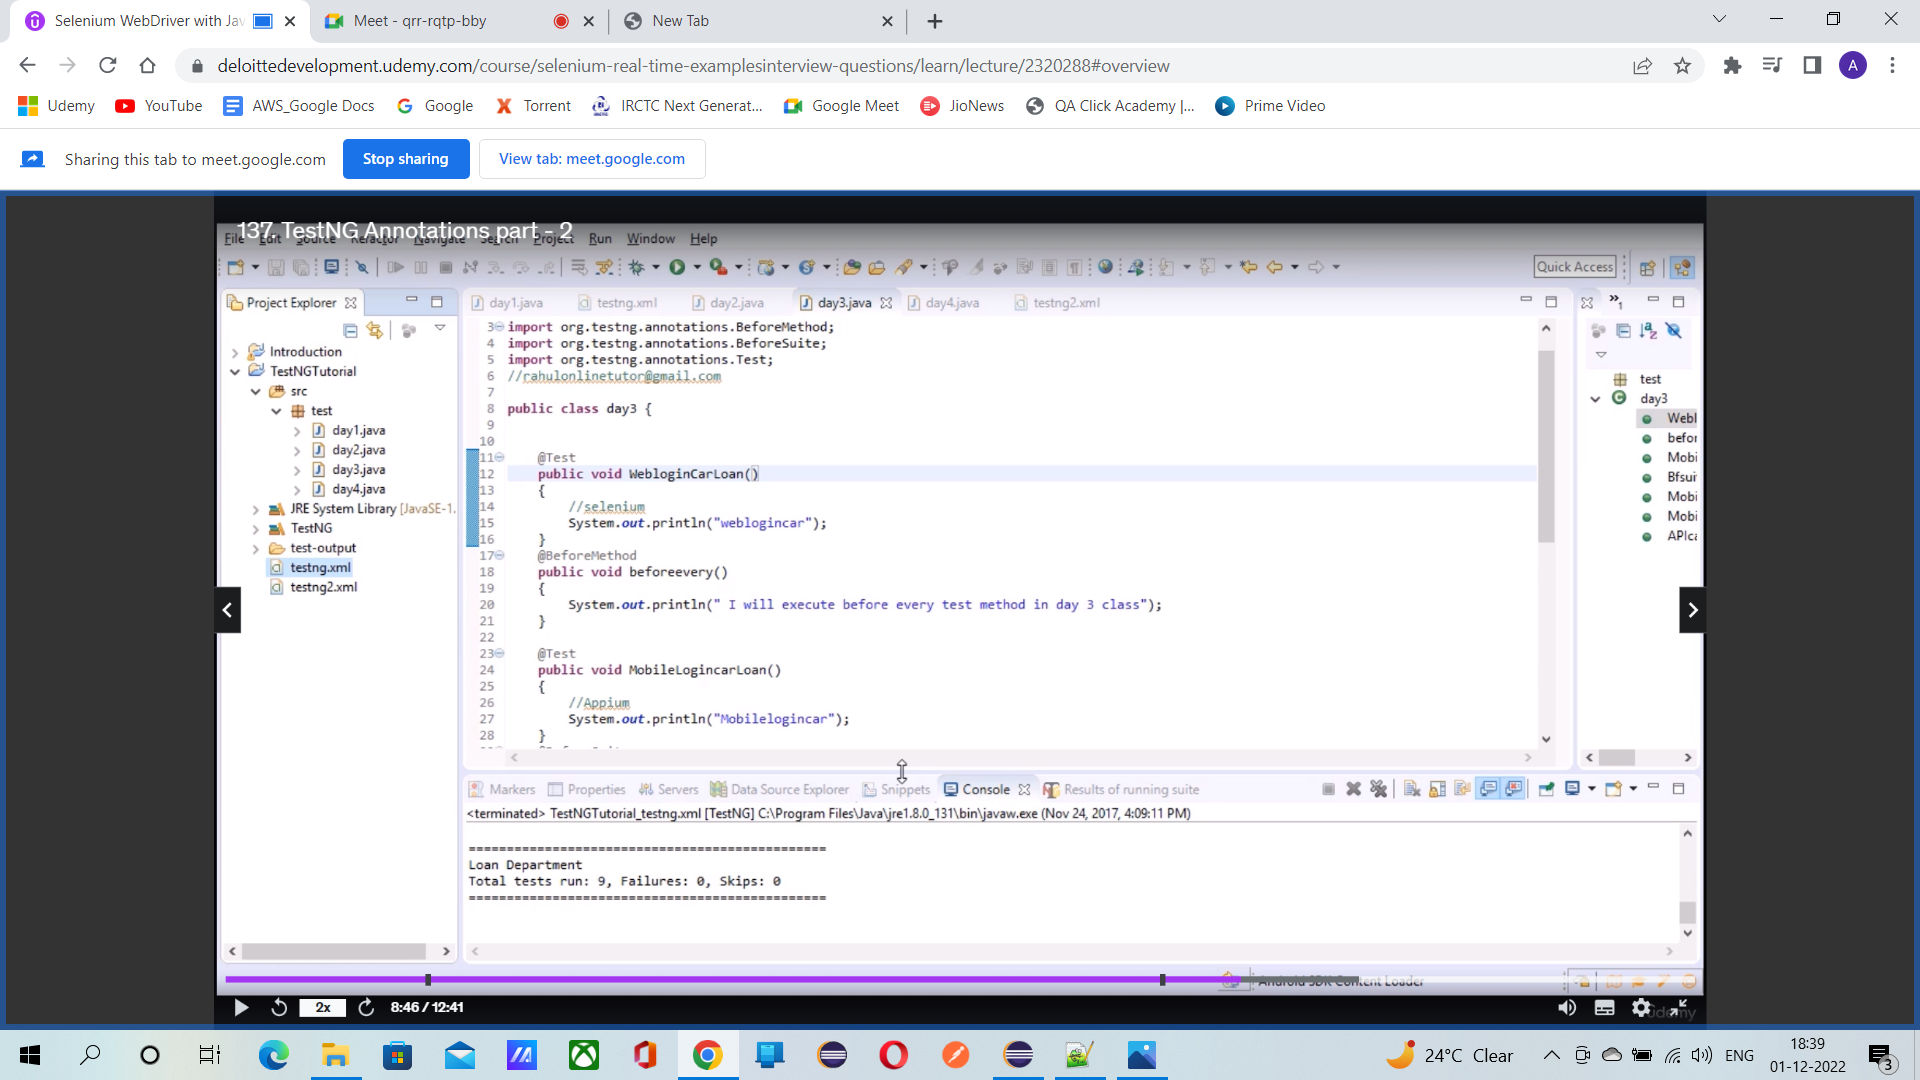 Selenium WebDriver with Jav
Meet - qrr-rqtp-bby
New Tab
deloittedevelopment.udemy.com/course/selenium-real-time-examplesinterview-questions/learn/lecture/2320288#overview
A
Udemy YouTube AWS_Google Docs Google Torrent IRCTC Next Generat... Google Meet JioNews QA Click Academy |... Prime Video
Sharing this tab to meet.google.com Stop sharing View tab: meet.google.com
137. TestNG Annotations part - 2
File Edit Source Refactor Navigate Search Project Run Window Help
Quick Access
Project Explorer
day1.java testng.xml day2.java day3.java day4.java testng2.xml
Introduction
TestNGTutorial
src
test
day1.java
day2.java
day3.java
day4.java
JRE System Library [JavaSE-1.
TestNG
test-output
testng.xml
testng2.xml
3 import org.testng.annotations.BeforeMethod;
4 import org.testng.annotations.BeforeSuite;
5 import org.testng.annotations.Test;
6 //rahulonlinetutor@gmail.com
7
8 public class day3 {
9
10
11 @Test
12 public void WebloginCarLoan()
13 {
14 //selenium
15 System.out.println("weblogincar");
16 }
17 @BeforeMethod
18 public void beforeevery()
19 {
20 System.out.println(" I will execute before every test method in day 3 class");
21 }
22
23 @Test
24 public void MobileLogincarLoan()
25 {
26 //Appium
27 System.out.println("Mobilelogincar");
28 }
test
day3
Webl
befor
Mobi
Bfsui
Mobi
Mobi
APIca
Markers Properties Servers Data Source Explorer Snippets Console Results of running suite
<terminated> TestNGTutorial_testng.xml [TestNG] C:\Program Files\Java\jre1.8.0_131\bin\javaw.exe (Nov 24, 2017, 4:09:11 PM)
===============================================
Loan Department
Total tests run: 9, Failures: 0, Skips: 0
===============================================
Android SDK Content Loader
2x 8:46 / 12:41
udemy
24°C Clear
ENG
18:39
01-12-2022
3